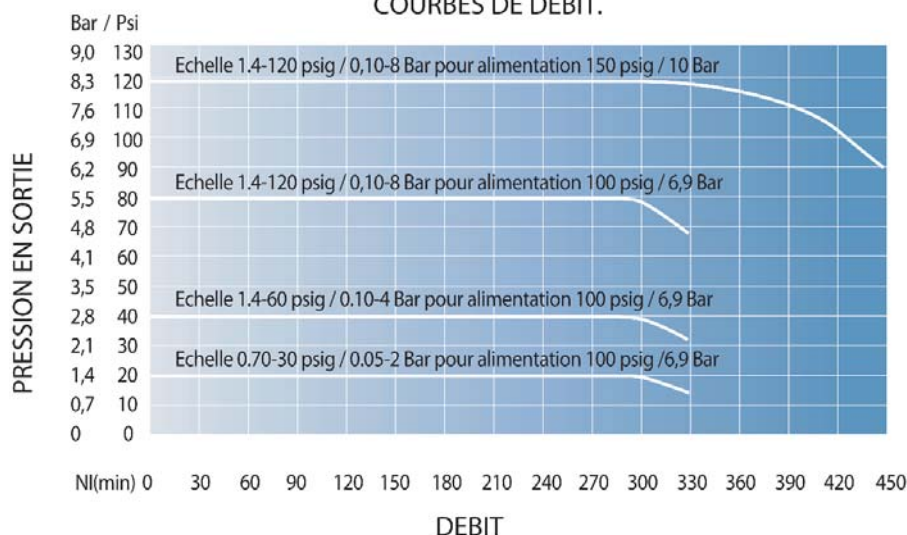 COURBES DE DEBIT.
Bar / Psi
9,0 130
8,3 120
7,6 110
6,9 100
6,2 90
5,5 80
4,8 70
4,1 60
3,5 50
2,8 40
2,1 30
1,4 20
0,7 10
0 0
PRESSION EN SORTIE
Echelle 1.4-120 psig / 0,10-8 Bar pour alimentation 150 psig / 10 Bar
Echelle 1.4-120 psig / 0,10-8 Bar pour alimentation 100 psig / 6,9 Bar
Echelle 1.4-60 psig / 0.10-4 Bar pour alimentation 100 psig / 6,9 Bar
Echelle 0.70-30 psig / 0.05-2 Bar pour alimentation 100 psig /6,9 Bar
Nl(min) 0 30 60 90 120 150 180 210 240 270 300 330 360 390 420 450
DEBIT